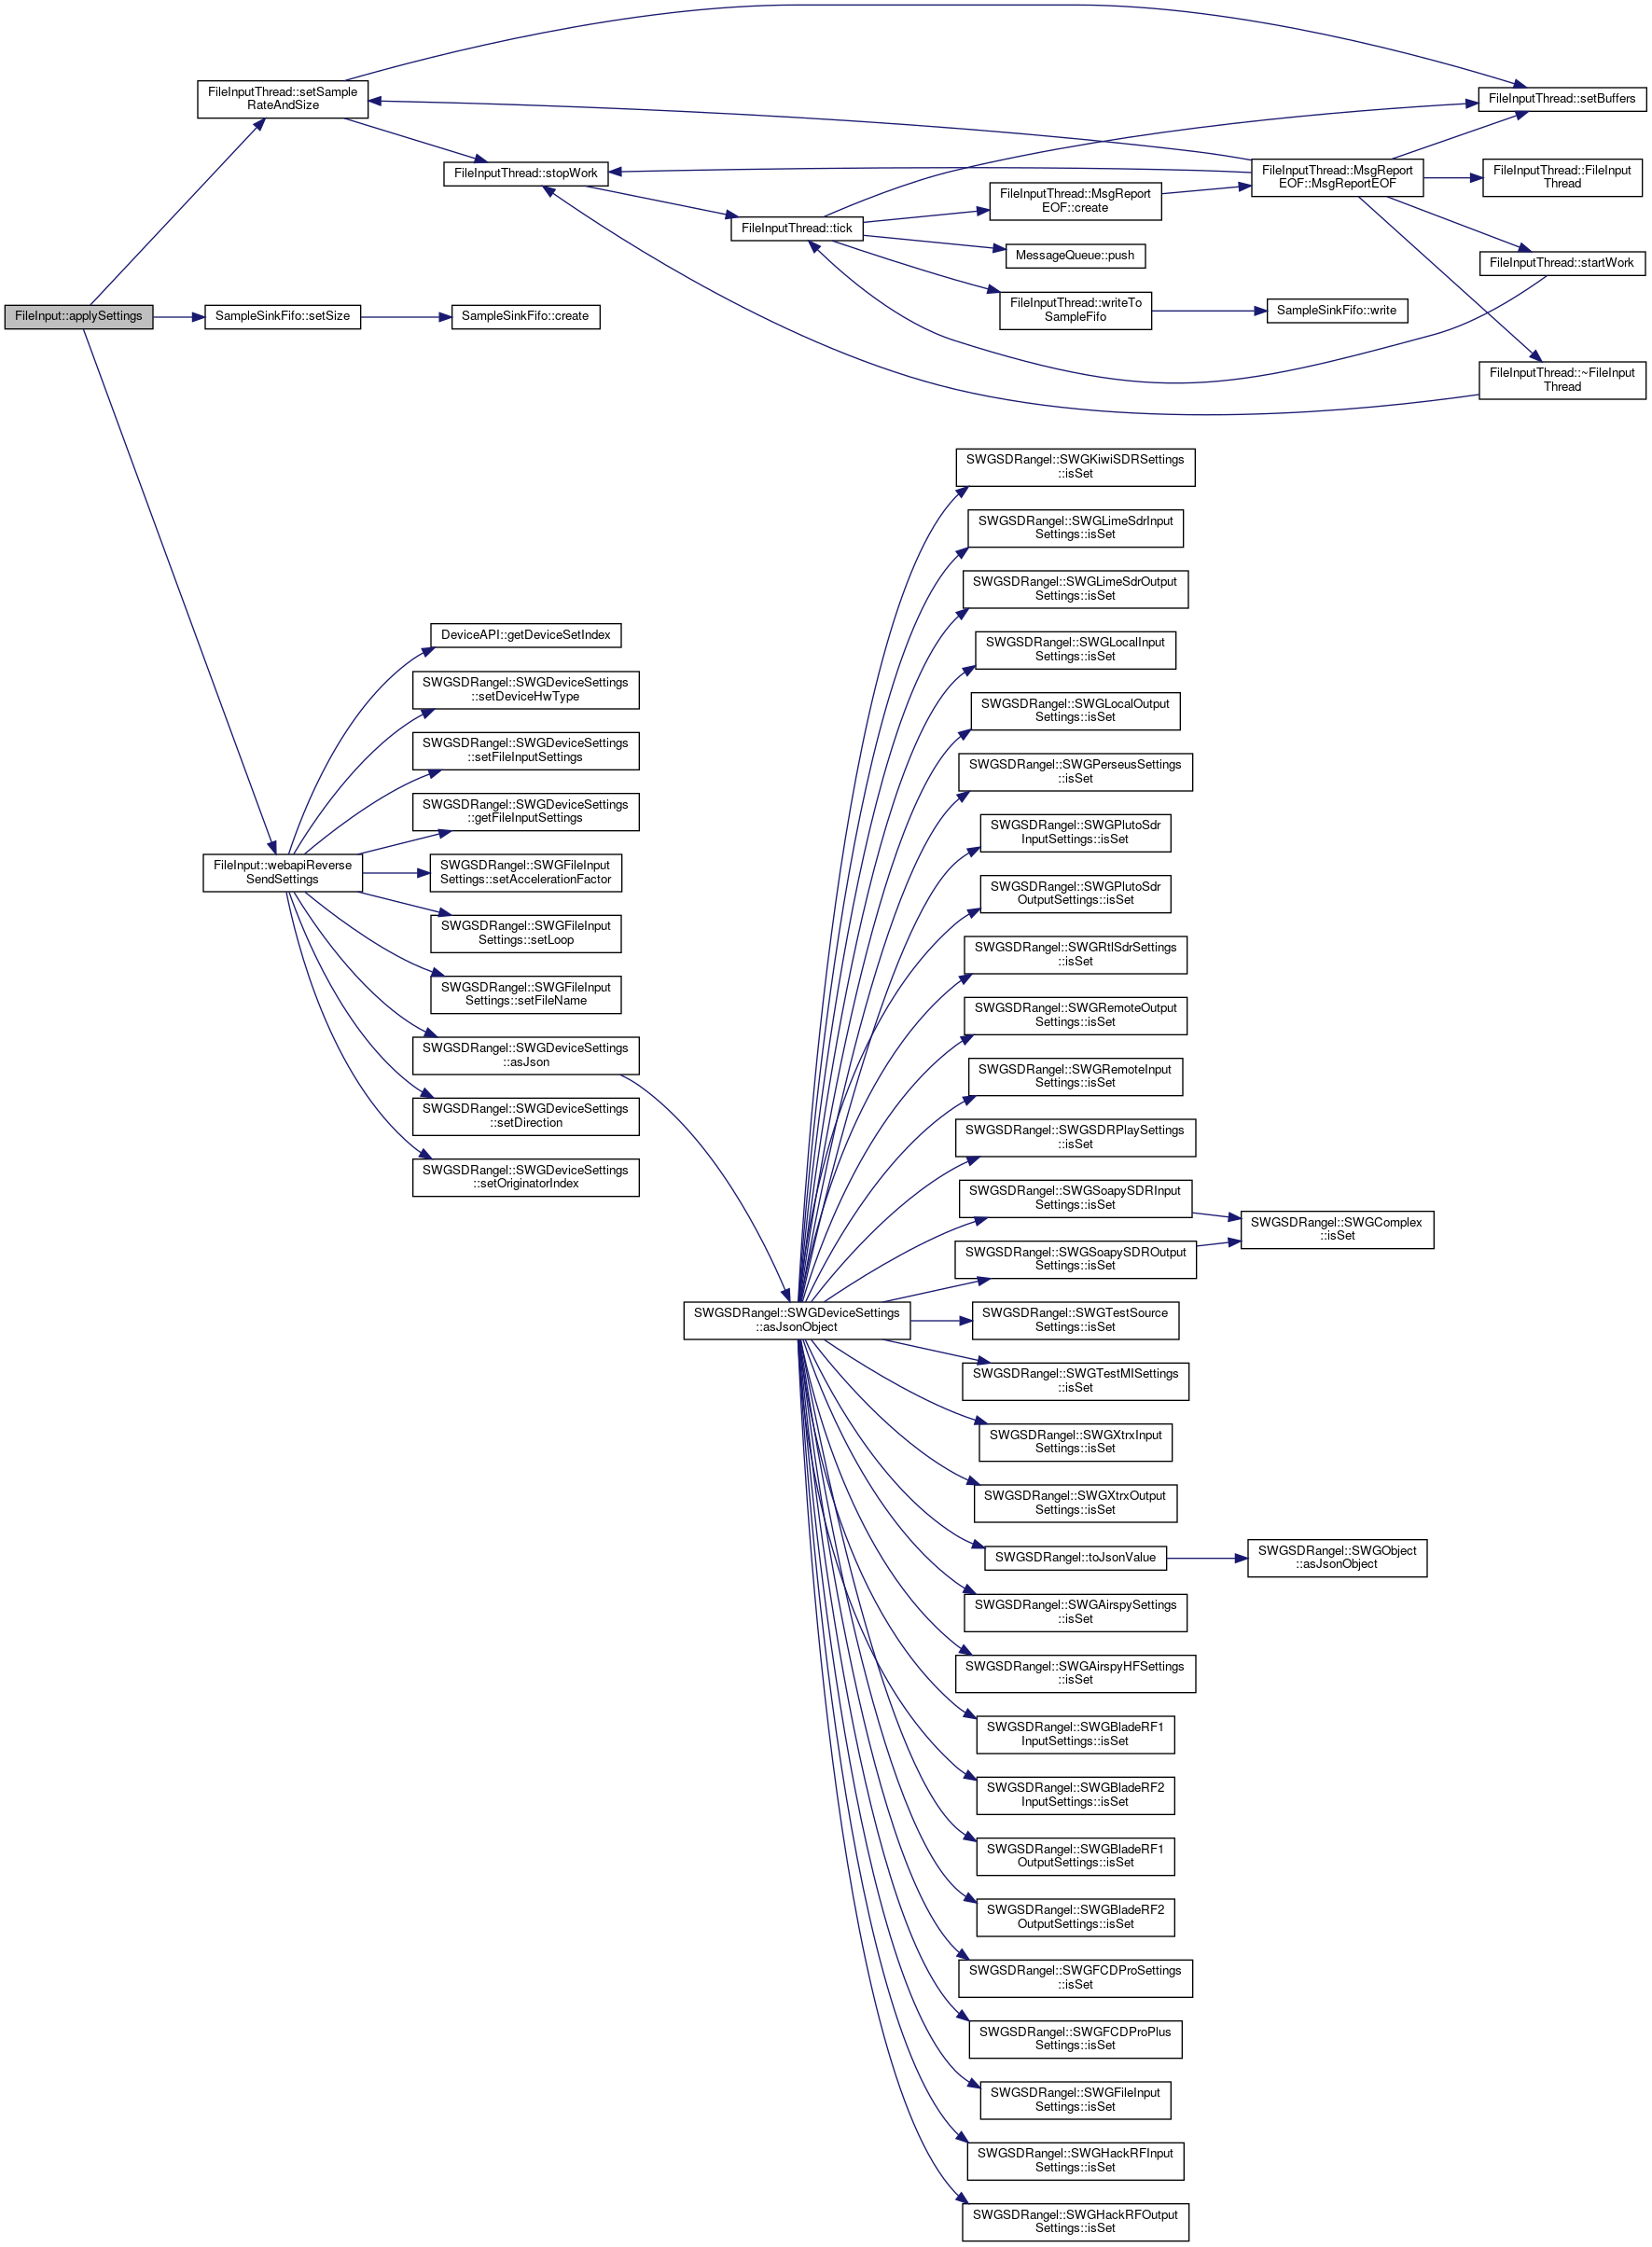 FileInput::applySettings
FileInputThread::setSample
RateAndSize
SampleSinkFifo::setSize
SampleSinkFifo::create
FileInputThread::stopWork
FileInputThread::tick
FileInputThread::MsgReport
EOF::create
MessageQueue::push
FileInputThread::writeTo
SampleFifo
SampleSinkFifo::write
FileInputThread::MsgReport
EOF::MsgReportEOF
FileInputThread::setBuffers
FileInputThread::FileInput
Thread
FileInputThread::startWork
FileInputThread::~FileInput
Thread
FileInput::webapiReverse
SendSettings
DeviceAPI::getDeviceSetIndex
SWGSDRangel::SWGDeviceSettings
::setDeviceHwType
SWGSDRangel::SWGDeviceSettings
::setFileInputSettings
SWGSDRangel::SWGDeviceSettings
::getFileInputSettings
SWGSDRangel::SWGFileInput
Settings::setAccelerationFactor
SWGSDRangel::SWGFileInput
Settings::setLoop
SWGSDRangel::SWGFileInput
Settings::setFileName
SWGSDRangel::SWGDeviceSettings
::asJson
SWGSDRangel::SWGDeviceSettings
::setDirection
SWGSDRangel::SWGDeviceSettings
::setOriginatorIndex
SWGSDRangel::SWGDeviceSettings
::asJsonObject
SWGSDRangel::SWGKiwiSDRSettings
::isSet
SWGSDRangel::SWGLimeSdrInput
Settings::isSet
SWGSDRangel::SWGLimeSdrOutput
Settings::isSet
SWGSDRangel::SWGLocalInput
Settings::isSet
SWGSDRangel::SWGLocalOutput
Settings::isSet
SWGSDRangel::SWGPerseusSettings
::isSet
SWGSDRangel::SWGPlutoSdr
InputSettings::isSet
SWGSDRangel::SWGPlutoSdr
OutputSettings::isSet
SWGSDRangel::SWGRtlSdrSettings
::isSet
SWGSDRangel::SWGRemoteOutput
Settings::isSet
SWGSDRangel::SWGRemoteInput
Settings::isSet
SWGSDRangel::SWGSDRPlaySettings
::isSet
SWGSDRangel::SWGSoapySDRInput
Settings::isSet
SWGSDRangel::SWGSoapySDROutput
Settings::isSet
SWGSDRangel::SWGComplex
::isSet
SWGSDRangel::SWGTestSource
Settings::isSet
SWGSDRangel::SWGTestMISettings
::isSet
SWGSDRangel::SWGXtrxInput
Settings::isSet
SWGSDRangel::SWGXtrxOutput
Settings::isSet
SWGSDRangel::toJsonValue
SWGSDRangel::SWGObject
::asJsonObject
SWGSDRangel::SWGAirspySettings
::isSet
SWGSDRangel::SWGAirspyHFSettings
::isSet
SWGSDRangel::SWGBladeRF1
InputSettings::isSet
SWGSDRangel::SWGBladeRF2
InputSettings::isSet
SWGSDRangel::SWGBladeRF1
OutputSettings::isSet
SWGSDRangel::SWGBladeRF2
OutputSettings::isSet
SWGSDRangel::SWGFCDProSettings
::isSet
SWGSDRangel::SWGFCDProPlus
Settings::isSet
SWGSDRangel::SWGFileInput
Settings::isSet
SWGSDRangel::SWGHackRFInput
Settings::isSet
SWGSDRangel::SWGHackRFOutput
Settings::isSet